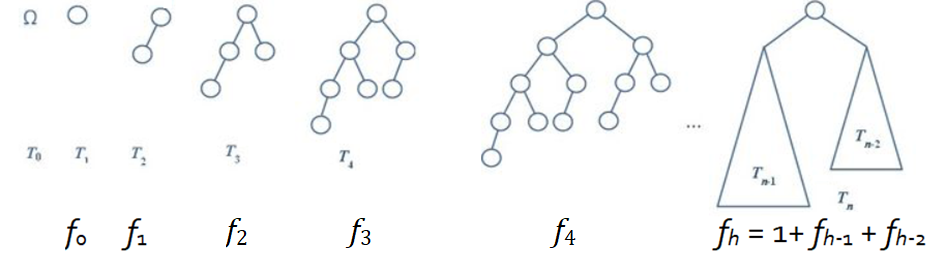 Ω
...
Tn-1
Tn-2
T0 T1 T2 T3 T4 Tn
f0 f1 f2 f3 f4 fh = 1+ fh-1 + fh-2